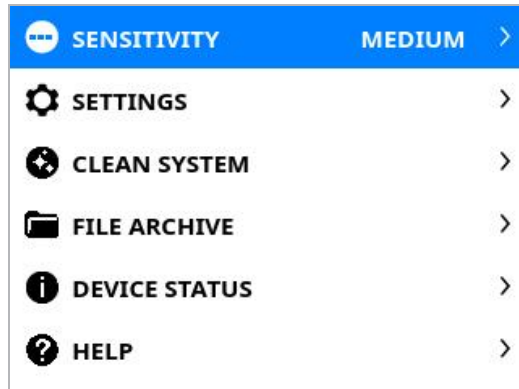 SENSITIVITY MEDIUM
SETTINGS
CLEAN SYSTEM
FILE ARCHIVE
DEVICE STATUS
HELP